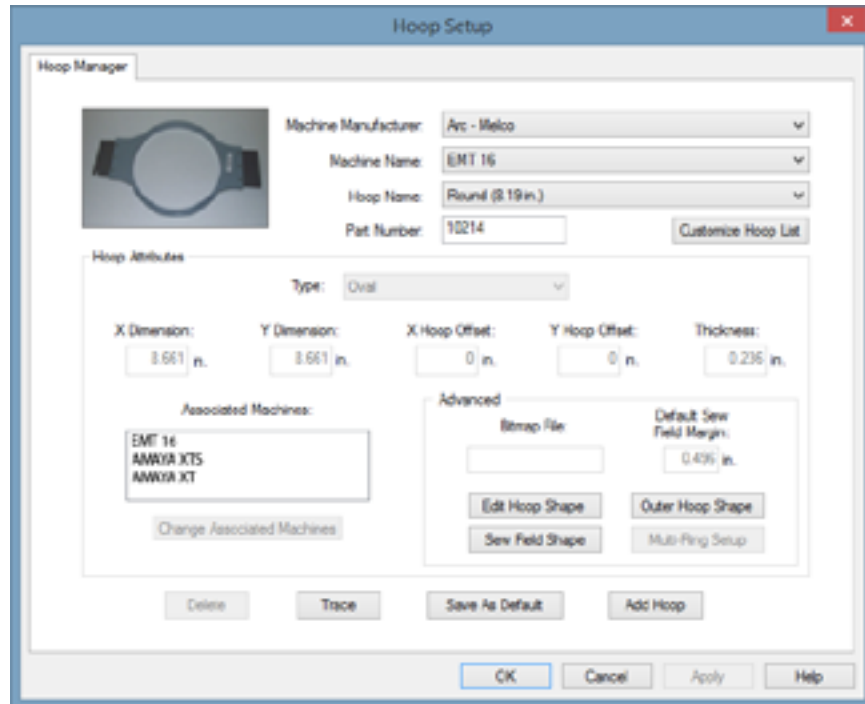 Hoop Setup
Hoop Manager
Machine Manufacturer: Arc - Melco
Machine Name: EMT 16
Hoop Name: Round (8.19 in.)
Part Number: 10214 Customize Hoop List
Hoop Attributes
Type: Oval
X Dimension: Y Dimension: X Hoop Offset: Y Hoop Offset: Thickness:
8.661 in. 8.661 in. 0 in. 0 in. 0.236 in.
Associated Machines:
EMT 16
AMAYA XTS
AMAYA XT
Change Associated Machines
Advanced
Bitmap File:
Default Sew
Field Margin:
0.496 in.
Edit Hoop Shape Outer Hoop Shape
Sew Field Shape Multi-Ring Setup
Delete Trace Save As Default Add Hoop
OK Cancel Apply Help